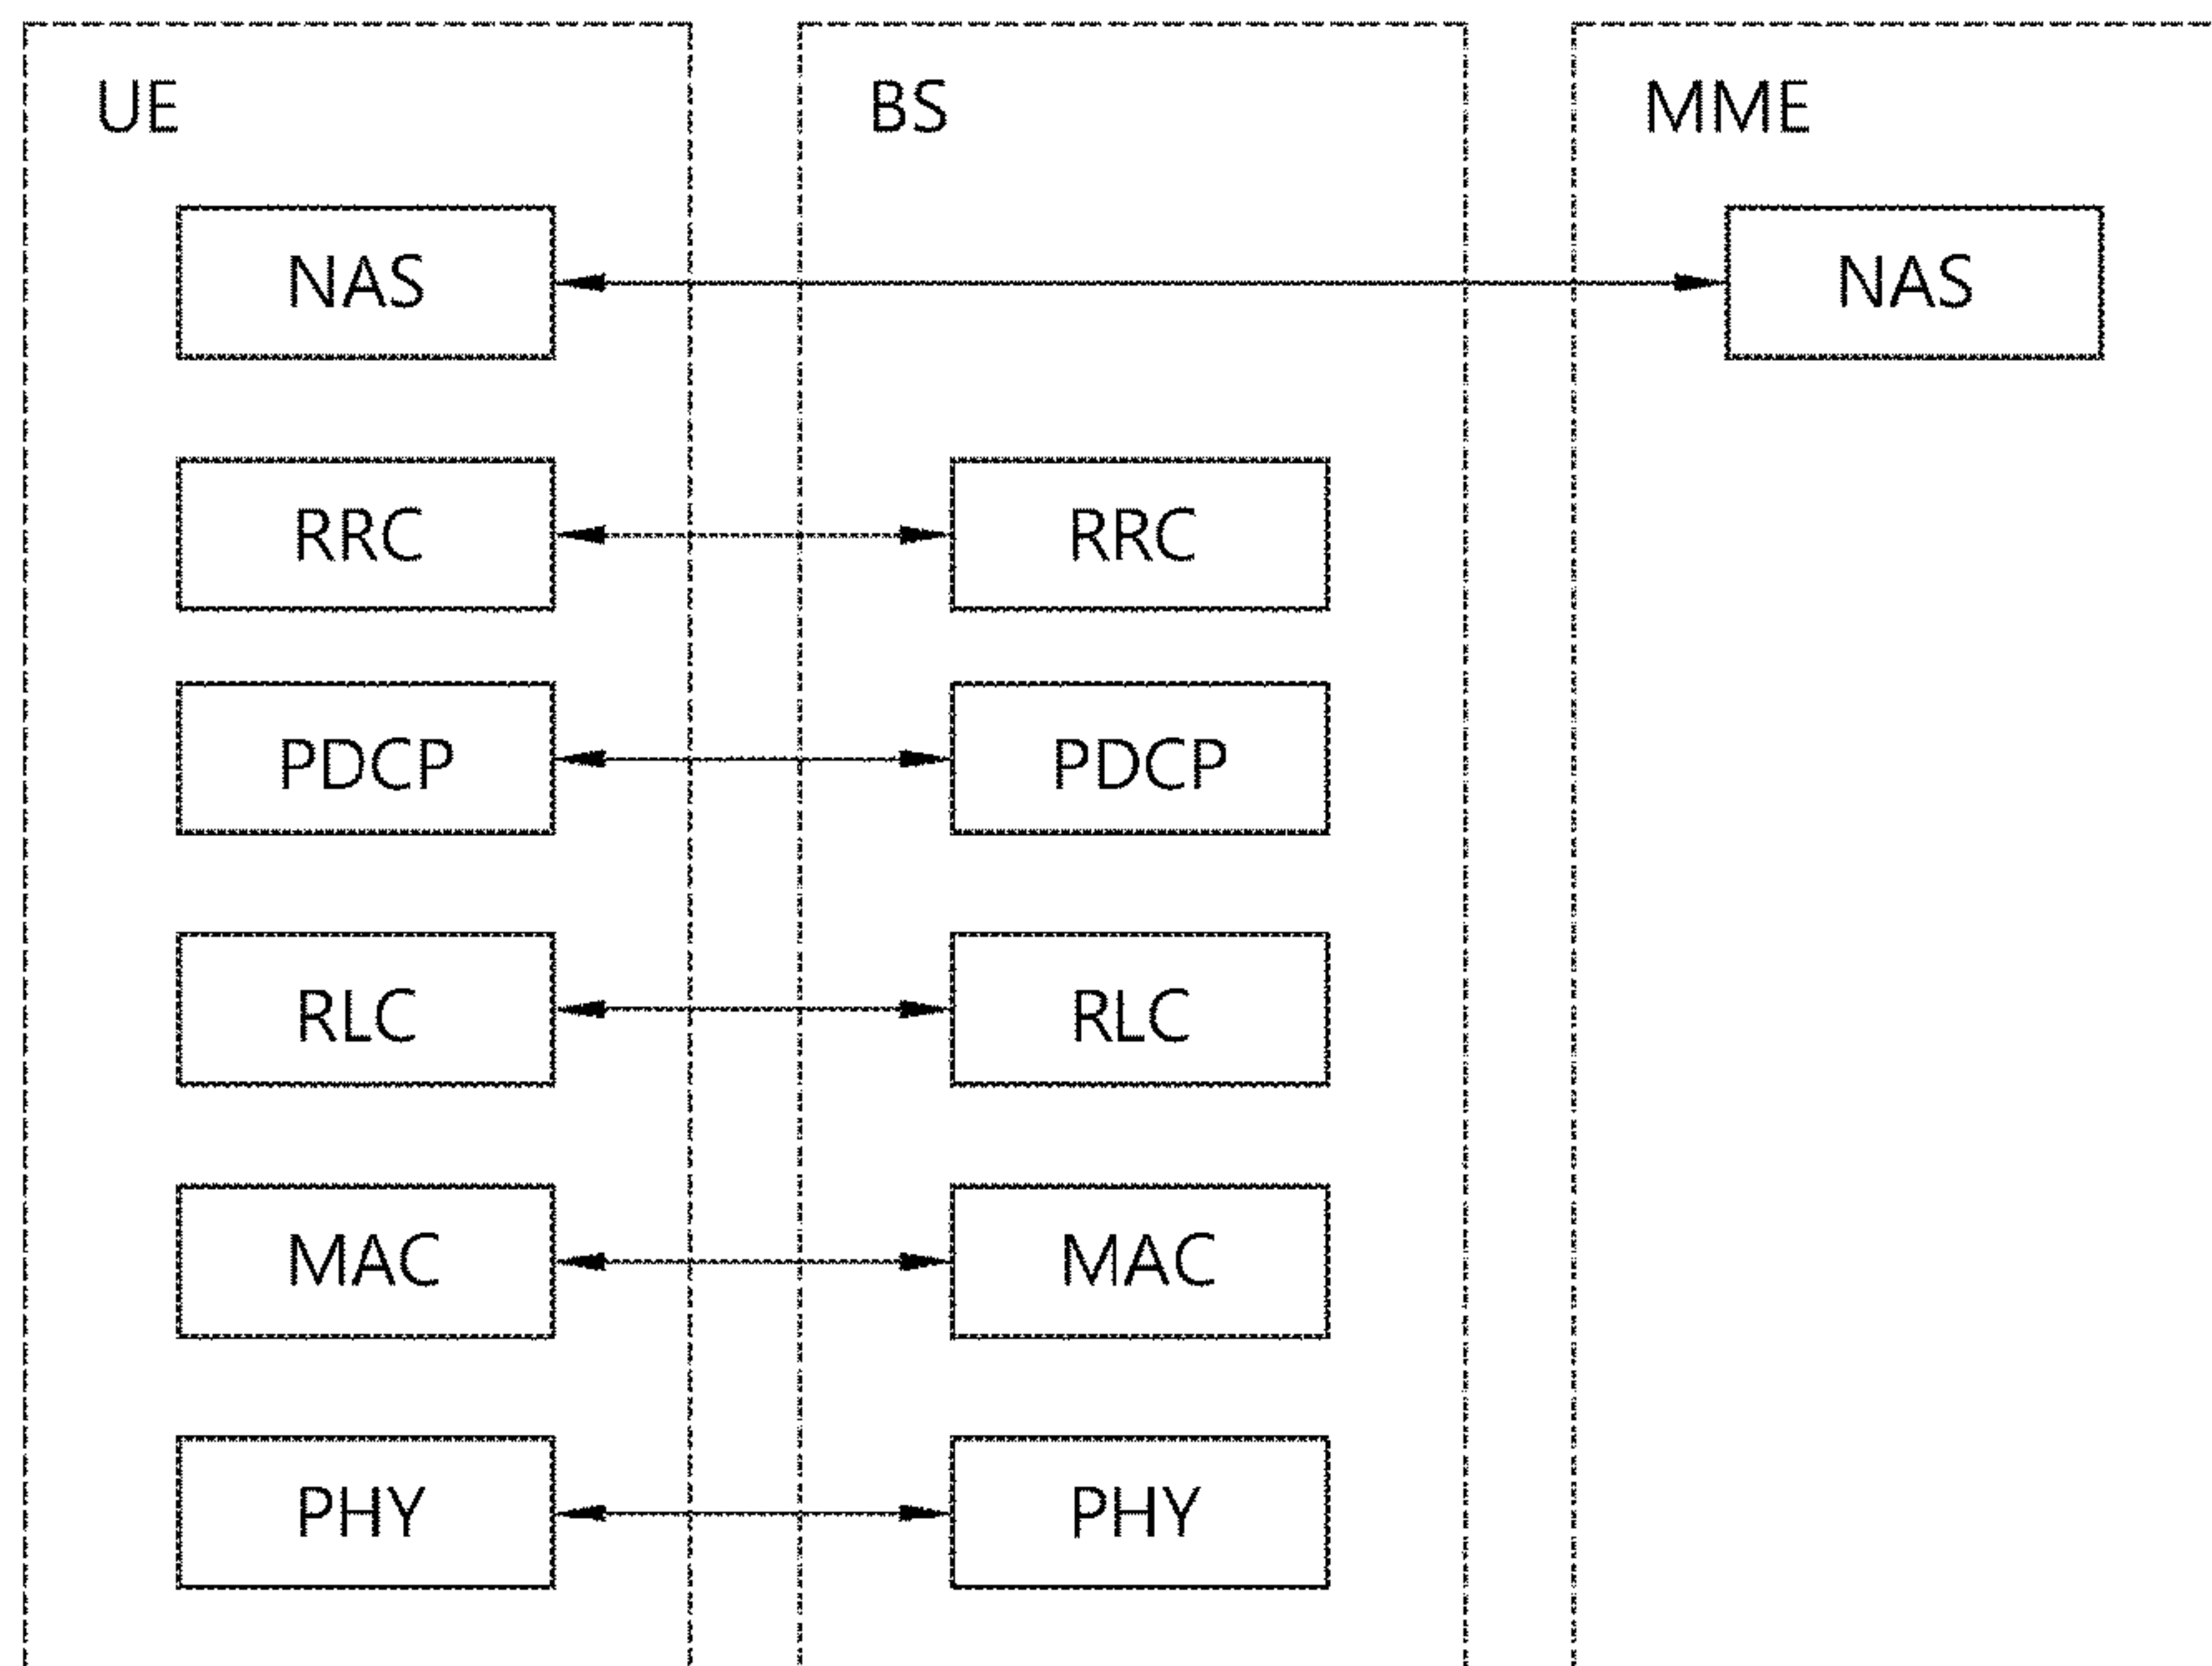 UE BS MME
NAS NAS
RRC RRC
PDCP PDCP
RLC RLC
MAC MAC
PHY PHY